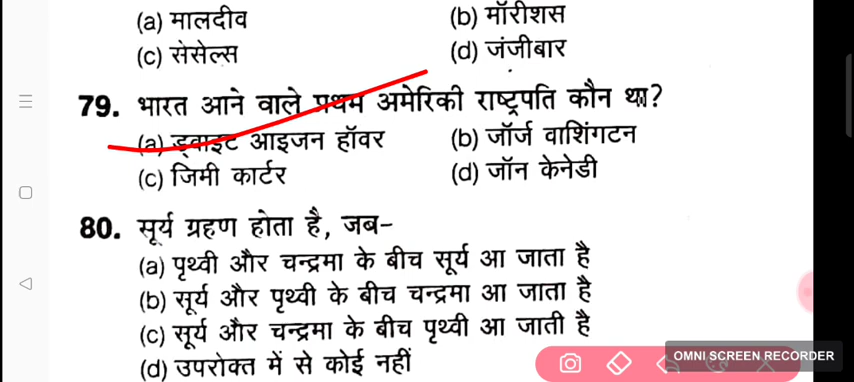 (a) मालदीव (b) मॉरीशस
(c) सेसेल्स (d) जंजीबार
79. भारत आने वाले प्रथम अमेरिकी राष्ट्रपति कौन था?
(a) ड्वाइट आइजन हॉवर (b) जॉर्ज वाशिंगटन
(c) जिमी कार्टर (d) जॉन केनेडी
80. सूर्य ग्रहण होता है, जब-
(a) पृथ्वी और चन्द्रमा के बीच सूर्य आ जाता है
(b) सूर्य और पृथ्वी के बीच चन्द्रमा आ जाता है
(c) सूर्य और चन्द्रमा के बीच पृथ्वी आ जाती है
(d) उपरोक्त में से कोई नहीं
OMNI SCREEN RECORDER